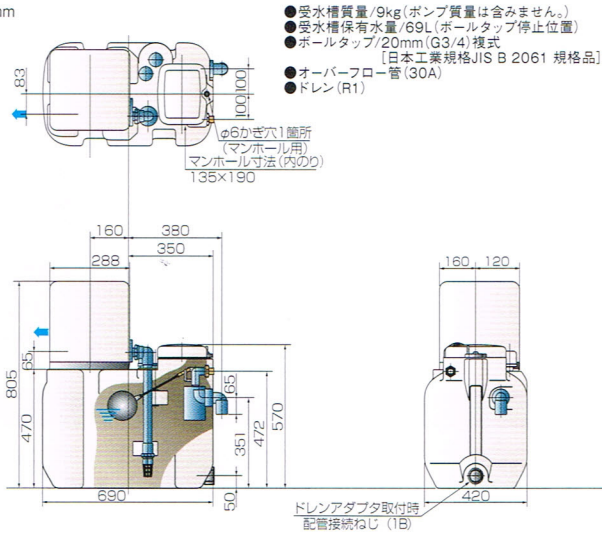 mm
●受水槽質量/9kg(ポンプ質量は含みません。)
●受水槽保有水量/69L(ボールタップ停止位置)
●ボールタップ/20mm(G3/4)複式
[日本工業規格JIS B 2061 規格品]
●オーバーフロー管(30A)
●ドレン(R1)
83
100
100
φ6かぎ穴1箇所
(マンホール用)
マンホール寸法(内のり)
135×190
160
380
350
288
805
65
470
65
351
472
570
50
690
160
120
420
ドレンアダプタ取付時
配管接続ねじ(1B)